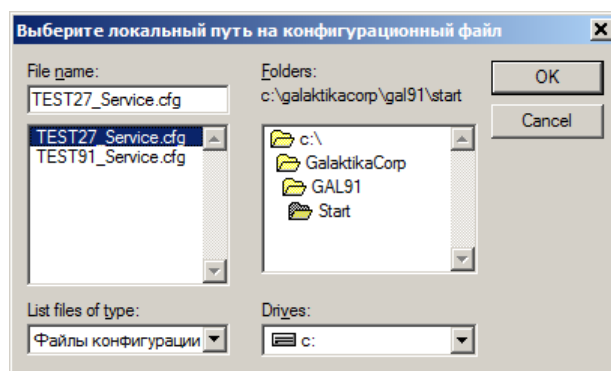 Выберите локальный путь на конфигурационный файл
File name:
TEST27_Service.cfg
TEST27_Service.cfg
TEST91_Service.cfg
Folders:
c:\galaktikacorp\gal91\start
c:\
GalaktikaCorp
GAL91
Start
OK
Cancel
List files of type:
Файлы конфигурации
Drives:
c: